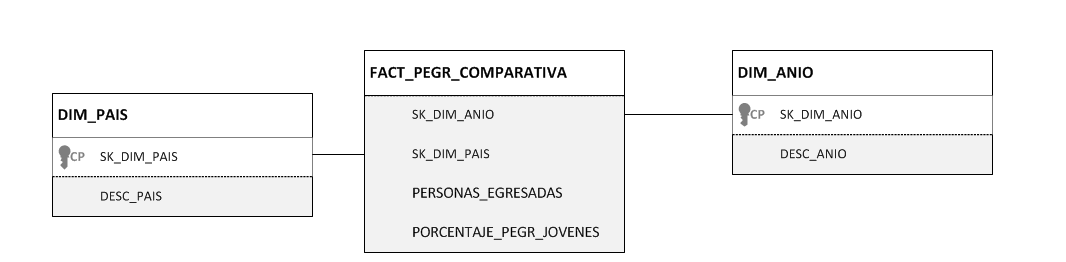 DIM_PAIS
CP SK_DIM_PAIS
DESC_PAIS
FACT_PEGR_COMPARATIVA
SK_DIM_ANIO
SK_DIM_PAIS
PERSONAS_EGRESADAS
PORCENTAJE_PEGR_JOVENES
DIM_ANIO
CP SK_DIM_ANIO
DESC_ANIO